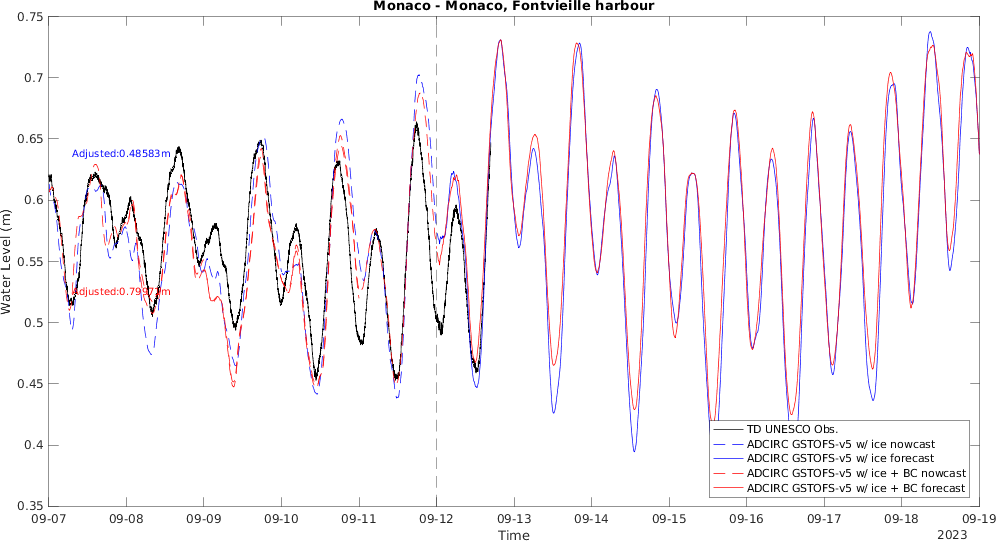 Monaco - Monaco, Fontvieille harbour
0.75
0.7
0.65
0.6
0.55
0.5
0.45
0.4
0.35
Water Level (m)
Adjusted:0.48583m
TD UNESCO Obs.
ADCIRC GSTOFS-v5 w/ ice nowcast
ADCIRC GSTOFS-v5 w/ ice forecast
ADCIRC GSTOFS-v5 w/ ice + BC nowcast
ADCIRC GSTOFS-v5 w/ ice + BC forecast
09-07 09-08 09-09 09-10 09-11 09-12 09-13 09-14 09-15 09-16 09-17 09-18 09-19
Time
2023